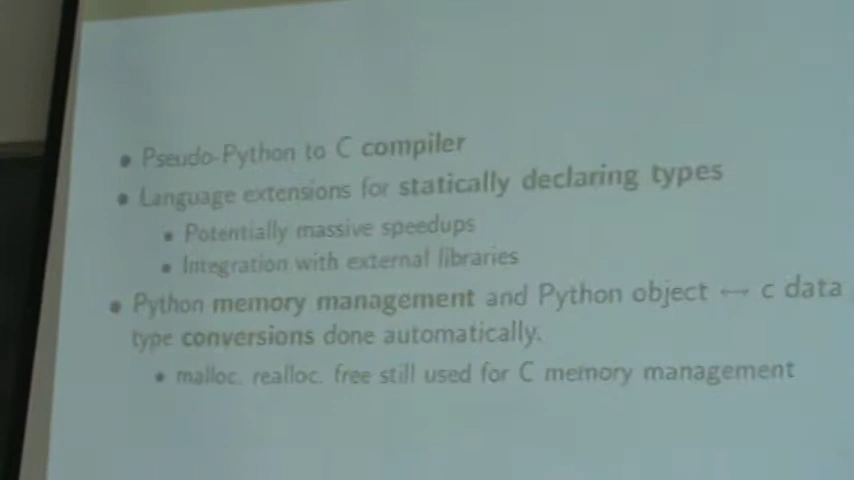 • Pseudo-Python to C compiler
• Language extensions for statically declaring types
• Potentially massive speedups
• Integration with external libraries
• Python memory management and Python object ↔ c data
type conversions done automatically.
• malloc, realloc, free still used for C memory management